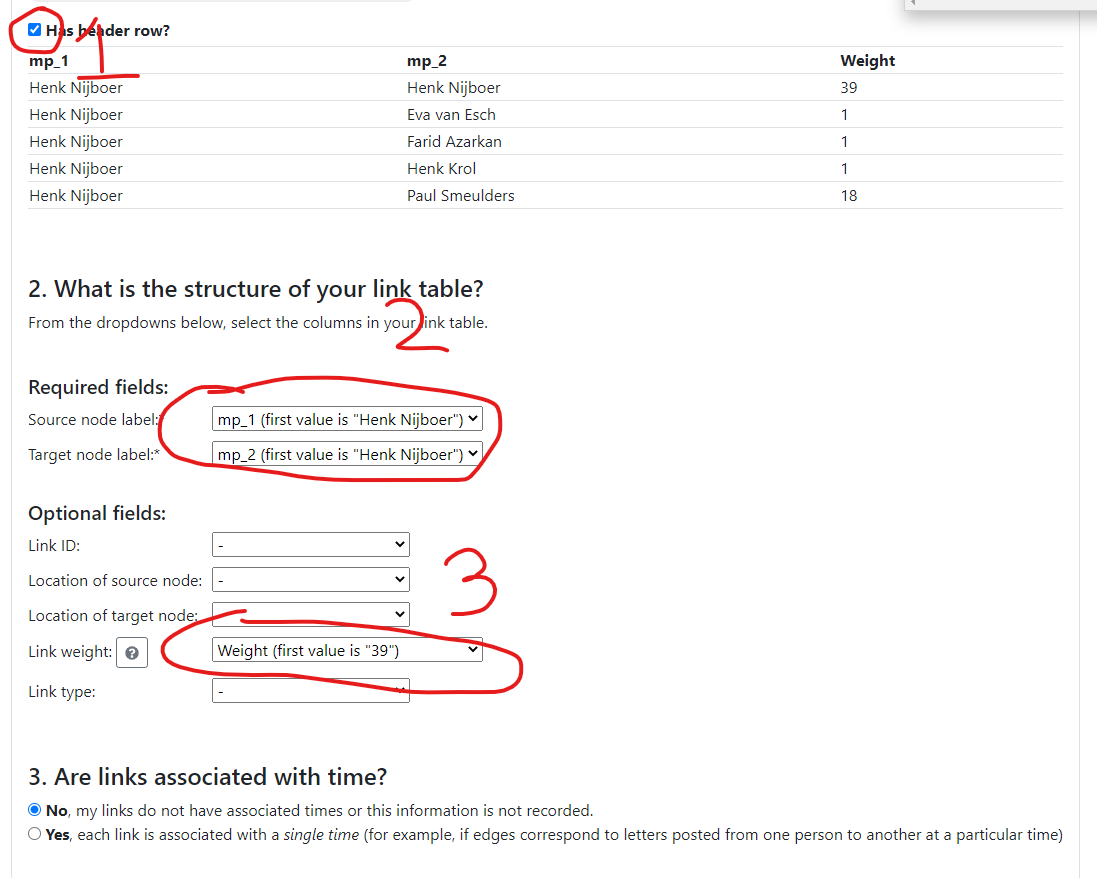 Has header row?
1
mp_1 mp_2 Weight
Henk Nijboer Henk Nijboer 39
Henk Nijboer Eva van Esch 1
Henk Nijboer Farid Azarkan 1
Henk Nijboer Henk Krol 1
Henk Nijboer Paul Smeulders 18
2. What is the structure of your link table?
From the dropdowns below, select the columns in your link table.
2
Required fields:
Source node label:* mp_1 (first value is "Henk Nijboer")
Target node label:* mp_2 (first value is "Henk Nijboer")
Optional fields:
Link ID: -
3
Location of source node: -
Location of target node: -
Link weight: ? Weight (first value is "39")
Link type: -
3. Are links associated with time?
No, my links do not have associated times or this information is not recorded.
Yes, each link is associated with a single time (for example, if edges correspond to letters posted from one person to another at a particular time)